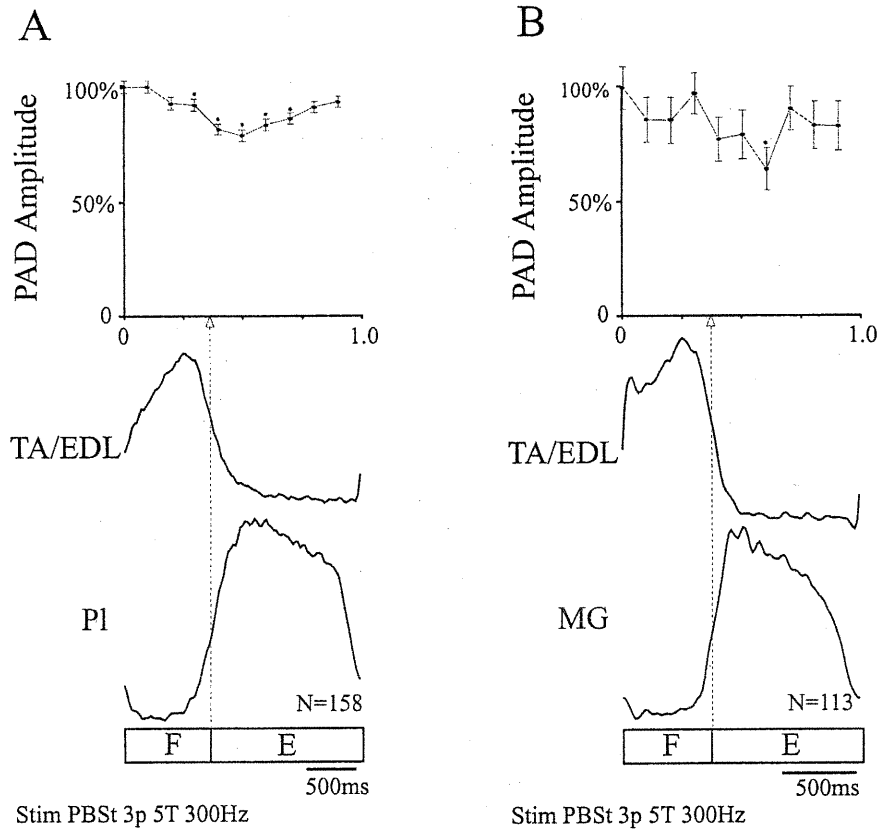 A
PAD Amplitude
100%
50%
0
0
1.0
TA/EDL
Pl
N=158
F
E
500ms
Stim PBSt 3p 5T 300Hz
B
PAD Amplitude
100%
50%
0
0
1.0
TA/EDL
MG
N=113
F
E
500ms
Stim PBSt 3p 5T 300Hz